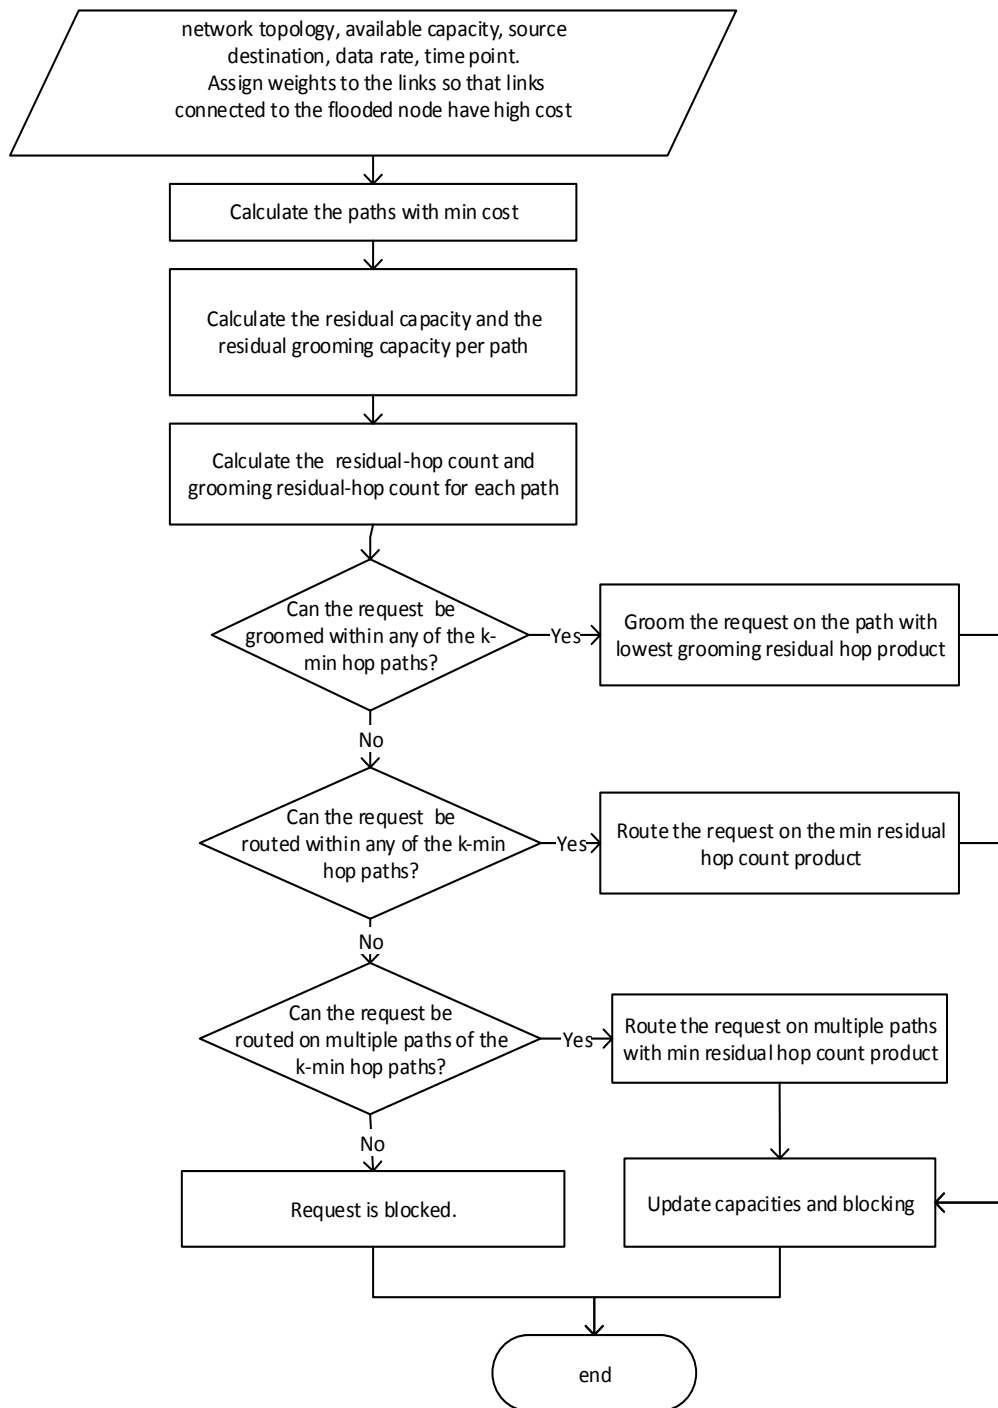 network topology, available capacity, source
destination, data rate, time point.
Assign weights to the links so that links
connected to the flooded node have high cost
Calculate the paths with min cost
Calculate the residual capacity and the
residual grooming capacity per path
Calculate the residual-hop count and
grooming residual-hop count for each path
Can the request be
groomed within any of the k-
min hop paths?
Yes
Groom the request on the path with
lowest grooming residual hop product
No
Can the request be
routed within any of the k-min
hop paths?
Yes
Route the request on the min residual
hop count product
No
Can the request be
routed on multiple paths of the
k-min hop paths?
Yes
Route the request on multiple paths
with min residual hop count product
No
Request is blocked.
Update capacities and blocking
end